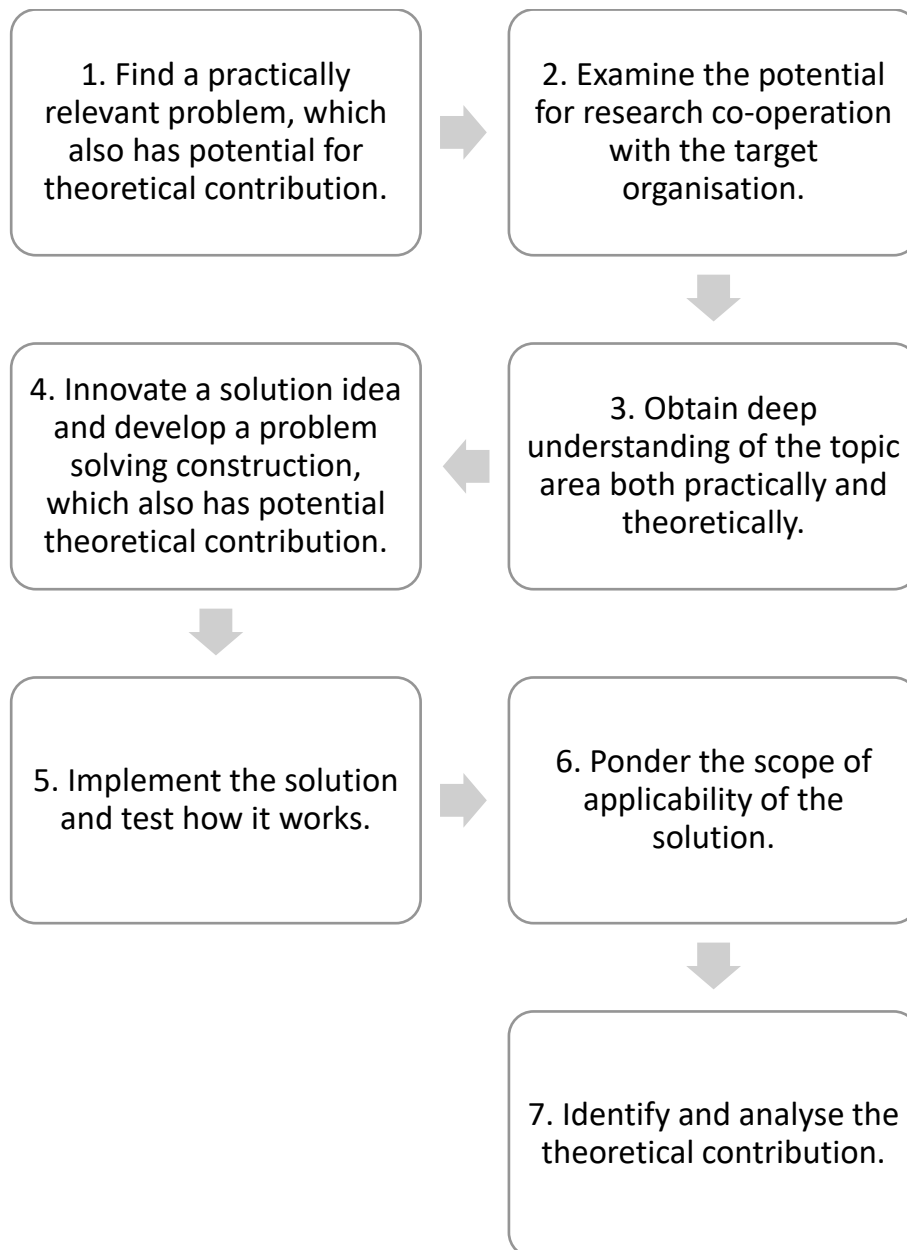 1. Find a practically
relevant problem, which
also has potential for
theoretical contribution.
2. Examine the potential
for research co-operation
with the target
organisation.
3. Obtain deep
understanding of the topic
area both practically and
theoretically.
4. Innovate a solution idea
and develop a problem
solving construction,
which also has potential
theoretical contribution.
5. Implement the solution
and test how it works.
6. Ponder the scope of
applicability of the
solution.
7. Identify and analyse the
theoretical contribution.